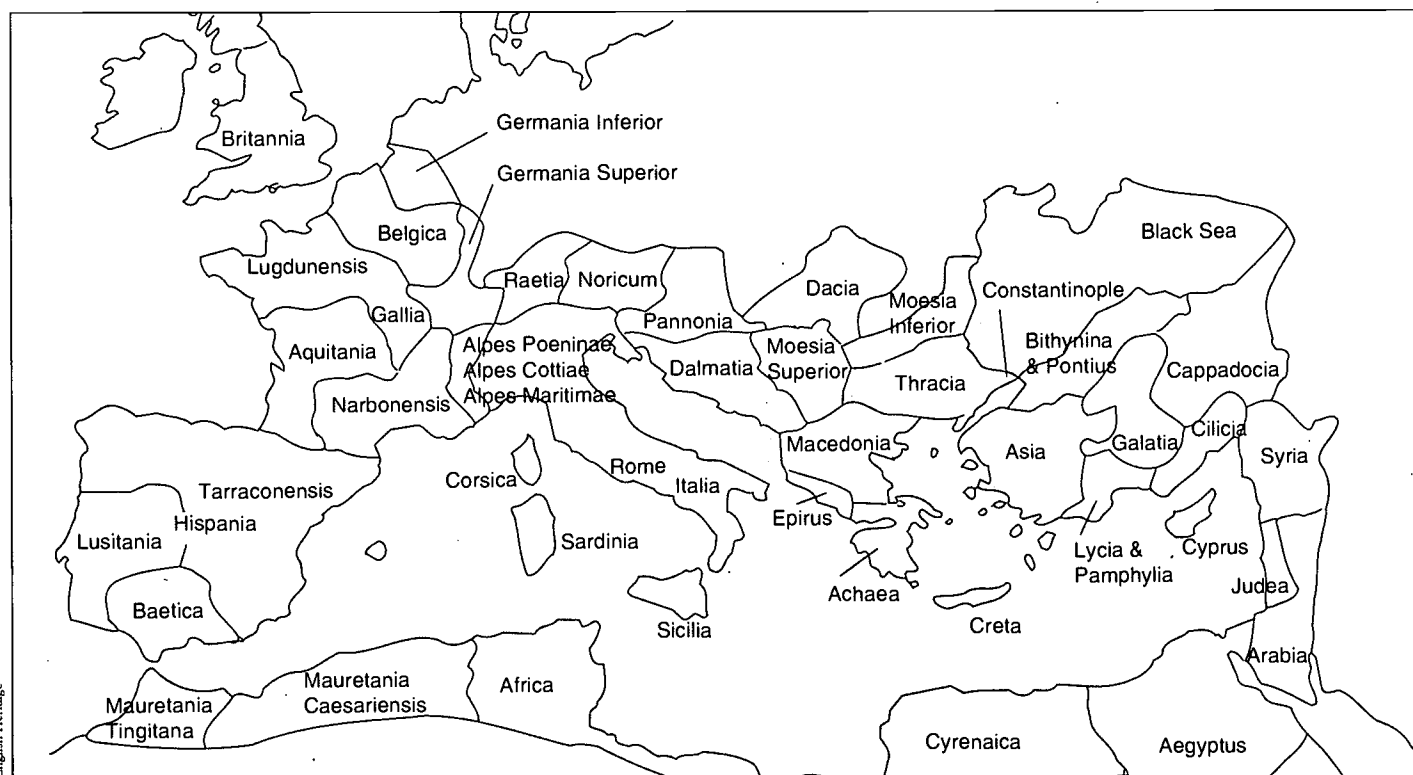 Britannia
Germania Inferior
Germania Superior
Belgica
Lugdunensis
Gallia
Aquitania
Narbonensis
Raetia
Noricum
Pannonia
Alpes Poeninae
Alpes Cottiae
Alpes Maritimae
Dalmatia
Dacia
Moesia
Superior
Moesia
Inferior
Thracia
Constantinople
Black Sea
Bithynina
& Pontius
Cappadocia
Macedonia
Epirus
Achaea
Asia
Galatia
Cilicia
Syria
Lycia &
Pamphylia
Cyprus
Judea
Arabia
Creta
Corsica
Rome
Italia
Sardinia
Sicilia
Tarraconensis
Hispania
Lusitania
Baetica
Mauretania
Tingitana
Mauretania
Caesariensis
Africa
Cyrenaica
Aegyptus
English Heritage